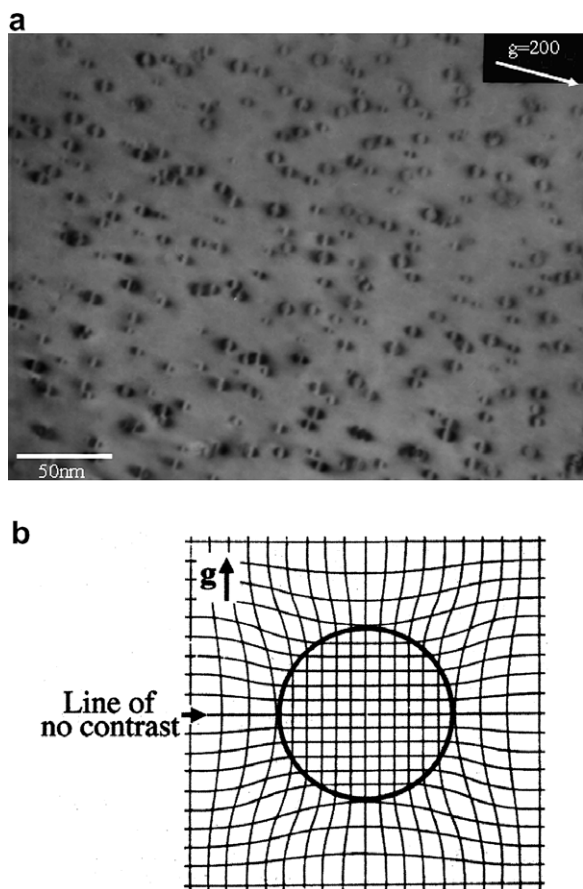 a
g=200
50nm
b
g
Line of
no contrast